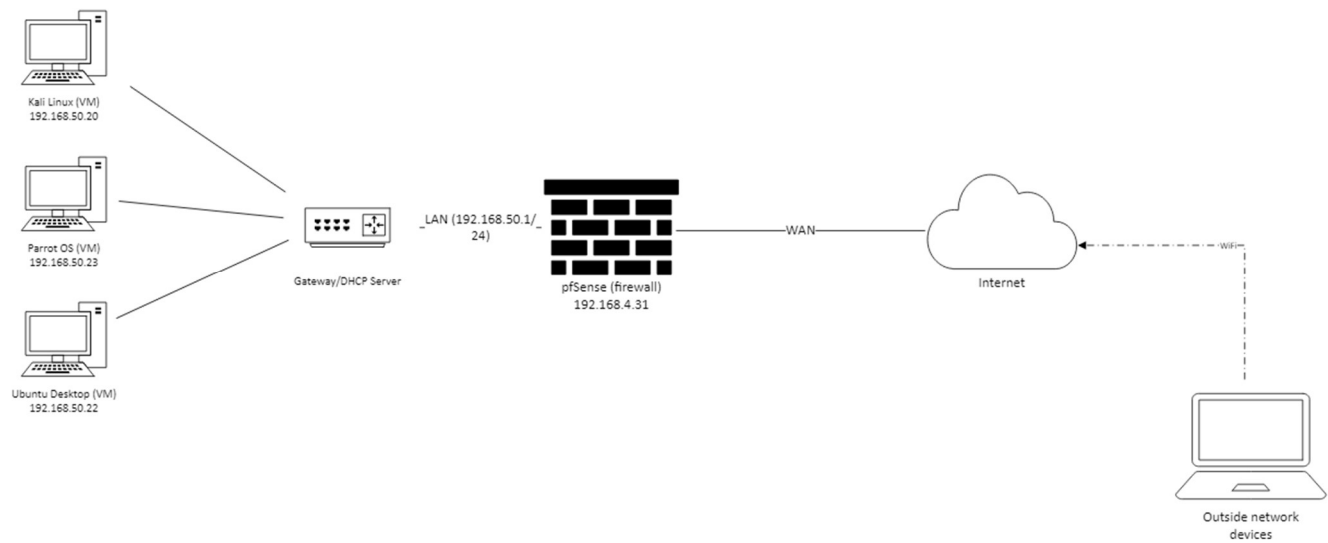 Kali Linux (VM)
192.168.50.20
Parrot OS (VM)
192.168.50.23
Ubuntu Desktop (VM)
192.168.50.22
Gateway/DHCP Server
_LAN (192.168.50.1/_
24)
pfSense (firewall)
192.168.4.31
WAN
Internet
WiFi
Outside network
devices